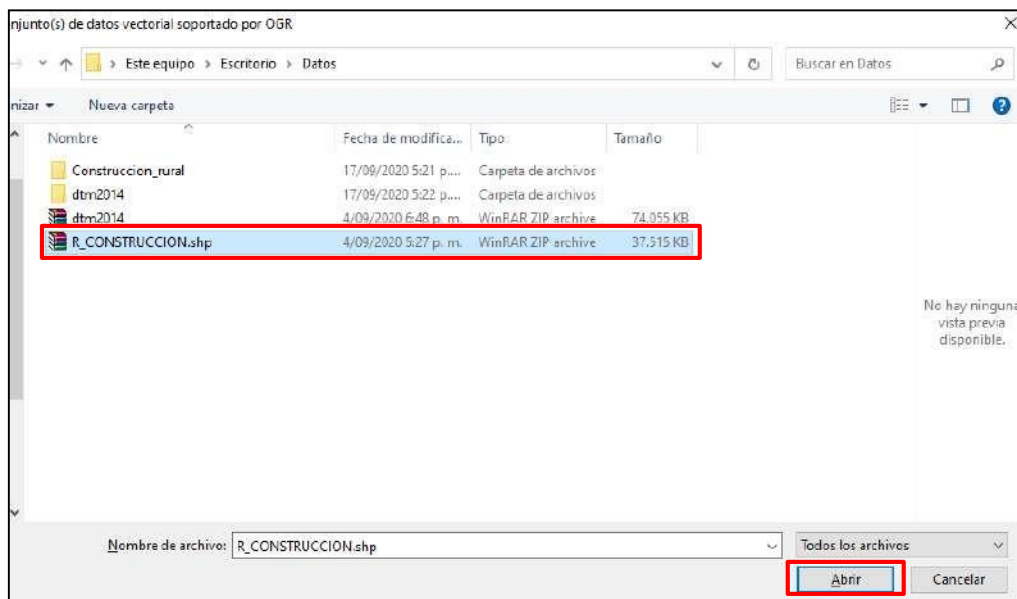 njunto(s) de datos vectorial soportado por OGR
Este equipo > Escritorio > Datos
Buscar en Datos
nizar
Nueva carpeta
Nombre Fecha de modifica... Tipo Tamaño
Construccion_rural 17/09/2020 5:21 p.... Carpeta de archivos
dtm2014 17/09/2020 5:22 p.... Carpeta de archivos
dtm2014 4/09/2020 6:48 p. m. WinRAR ZIP archive 74.055 KB
R_CONSTRUCCION.shp 4/09/2020 5:27 p. m. WinRAR ZIP archive 37.515 KB
No hay ninguna
vista previa
disponible.
Nombre de archivo: R_CONSTRUCCION.shp
Todos los archivos
Abrir Cancelar